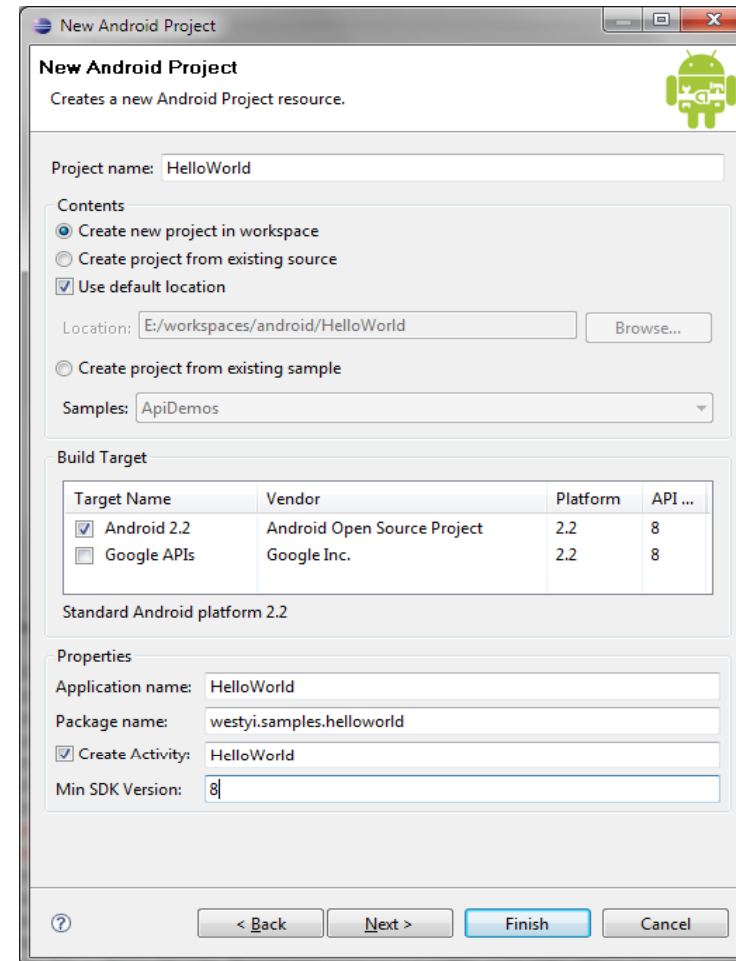 New Android Project
New Android Project
Creates a new Android Project resource.
Project name: HelloWorld
Contents
Create new project in workspace
Create project from existing source
Use default location
Location: E:/workspaces/android/HelloWorld Browse...
Create project from existing sample
Samples: ApiDemos
Build Target
Target Name Vendor Platform API ...
Android 2.2 Android Open Source Project 2.2 8
Google APIs Google Inc. 2.2 8
Standard Android platform 2.2
Properties
Application name: HelloWorld
Package name: westyi.samples.helloworld
Create Activity: HelloWorld
Min SDK Version: 8
? < Back Next > Finish Cancel